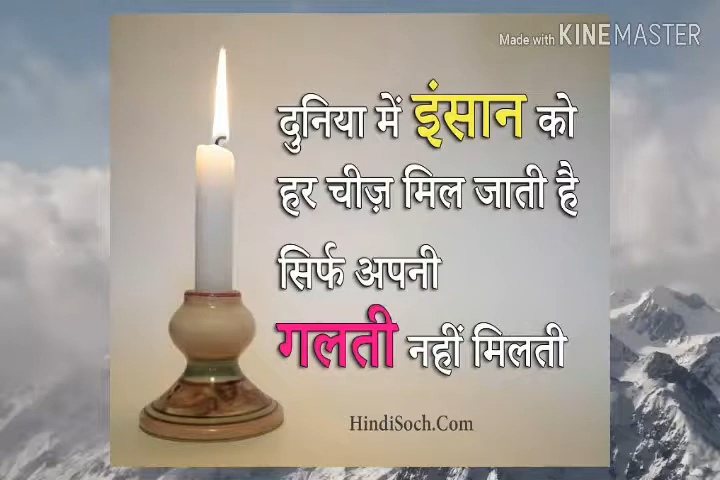 Made with KINEMASTER
दुनिया में इंसान को
हर चीज़ मिल जाती है
सिर्फ अपनी
गलती नहीं मिलती
HindiSoch.Com